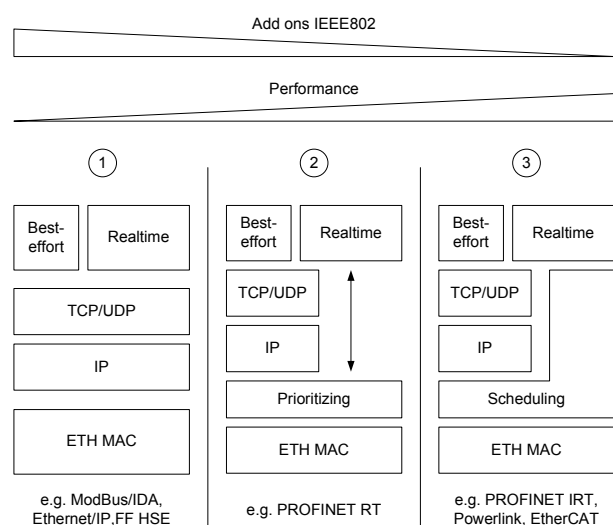 Add ons IEEE802
Performance
1
2
3
Best-
effort
Realtime
TCP/UDP
IP
ETH MAC
e.g. ModBus/IDA,
Ethernet/IP,FF HSE
Best-
effort
Realtime
TCP/UDP
IP
Prioritizing
ETH MAC
e.g. PROFINET RT
Best-
effort
Realtime
TCP/UDP
IP
Scheduling
ETH MAC
e.g. PROFINET IRT,
Powerlink, EtherCAT